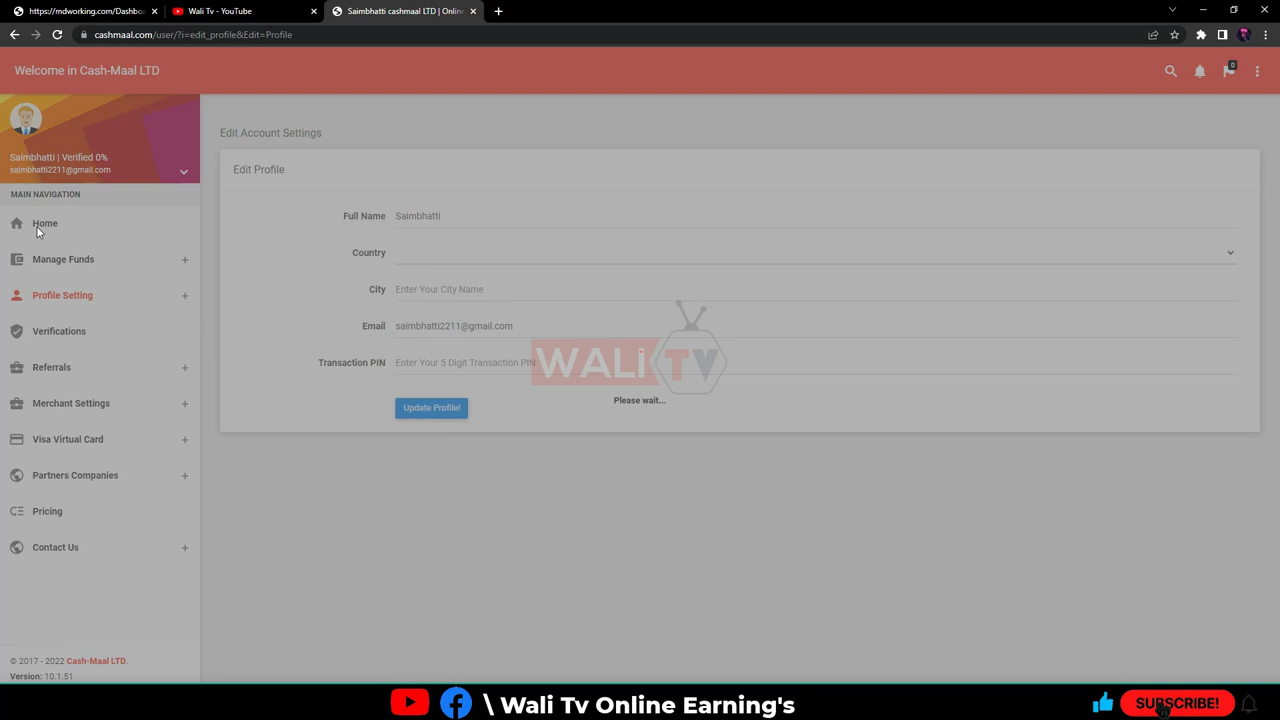 https://mdworking.com/Dashbo
Wali Tv - YouTube
Saimbhatti cashmaal LTD | Online
cashmaal.com/user/?i=edit_profile&Edit=Profile
Welcome in Cash-Maal LTD
0
Saimbhatti | Verified 0%
saimbhatti2211@gmail.com
MAIN NAVIGATION
Home
Manage Funds
Profile Setting
Verifications
Referrals
Merchant Settings
Visa Virtual Card
Partners Companies
Pricing
Contact Us
© 2017 - 2022 Cash-Maal LTD.
Version: 10.1.51
Edit Account Settings
Edit Profile
Full Name Saimbhatti
Country
City Enter Your City Name
Email saimbhatti2211@gmail.com
Transaction PIN Enter Your 5 Digit Transaction PIN
WALi TV
Update Profile!
Please wait...
\ Wali Tv Online Earning's
SUBSCRIBE!